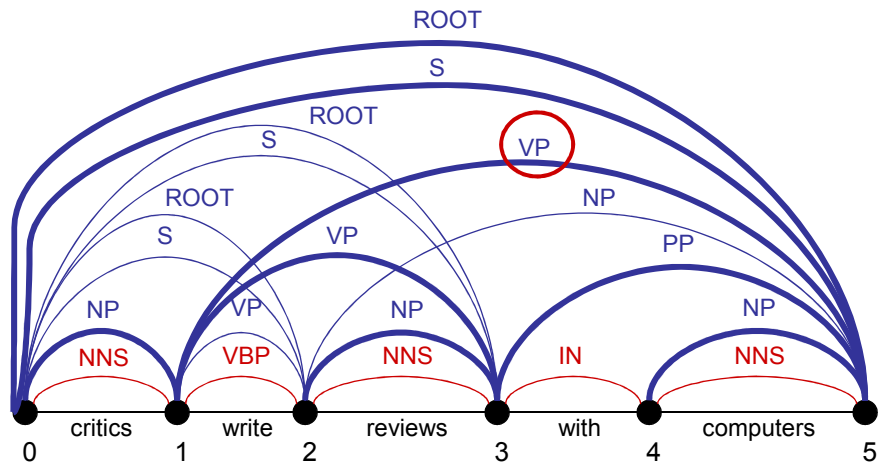 ROOT
S
ROOT
S
VP
ROOT
NP
S
VP
PP
NP
VP
NP
NP
NNS
VBP
NNS
IN
NNS
critics
write
reviews
with
computers
0
1
2
3
4
5